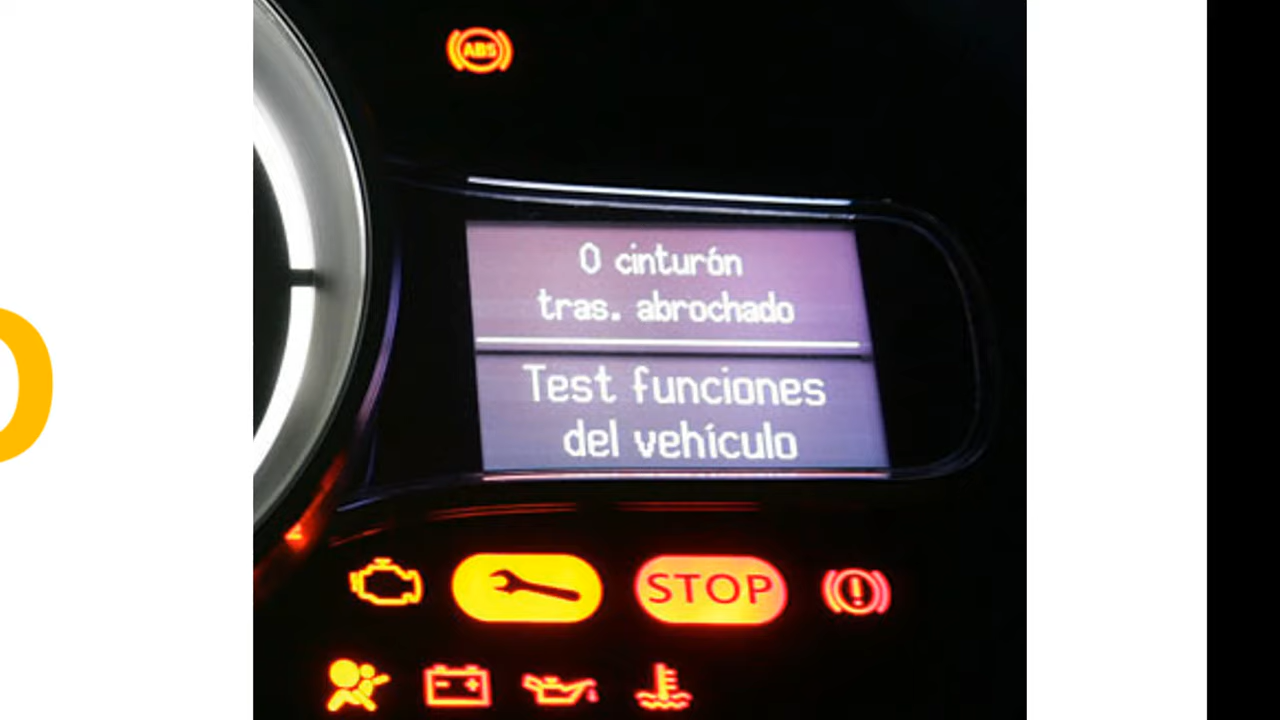 ABS
0 cinturón
tras. abrochado
Test funciones
del vehículo
STOP